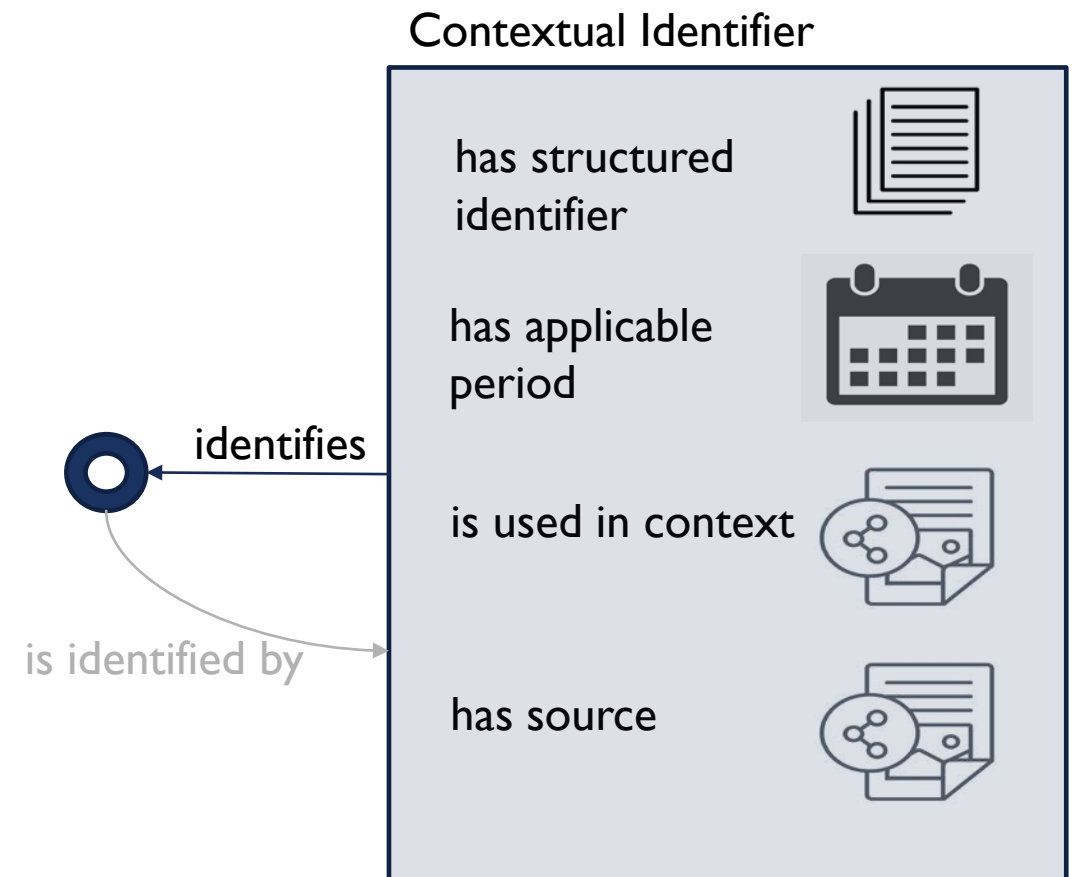 Contextual Identifier
has structured
identifier
has applicable
period
identifies
is used in context
is identified by
has source